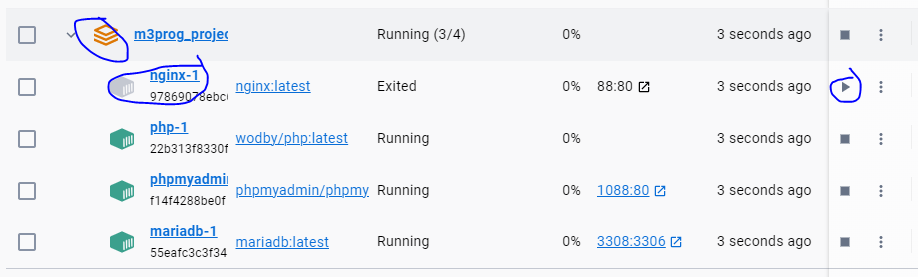 m3prog_projec Running (3/4) 0% 3 seconds ago
nginx-1 nginx:latest Exited 0% 88:80 3 seconds ago
97869078ebc
php-1 wodby/php:latest Running 0% 3 seconds ago
22b313f8330f
phpmyadmi phpmyadmin/phpmy Running 0% 1088:80 3 seconds ago
f14f4288be0f
mariadb-1 mariadb:latest Running 0% 3308:3306 3 seconds ago
55eafc3c3f34